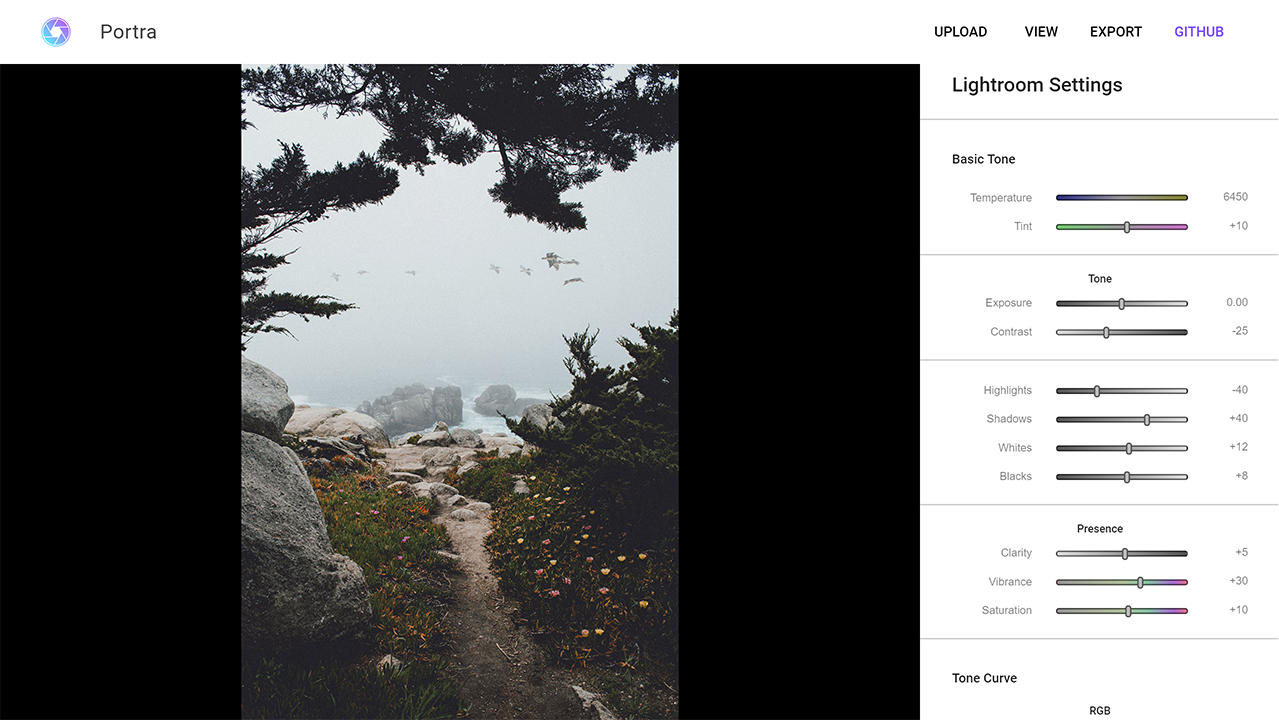 Portra
UPLOAD VIEW EXPORT GITHUB
Lightroom Settings
Basic Tone
Temperature 6450
Tint +10
Tone
Exposure 0.00
Contrast -25
Highlights -40
Shadows +40
Whites +12
Blacks +8
Presence
Clarity +5
Vibrance +30
Saturation +10
Tone Curve
RGB